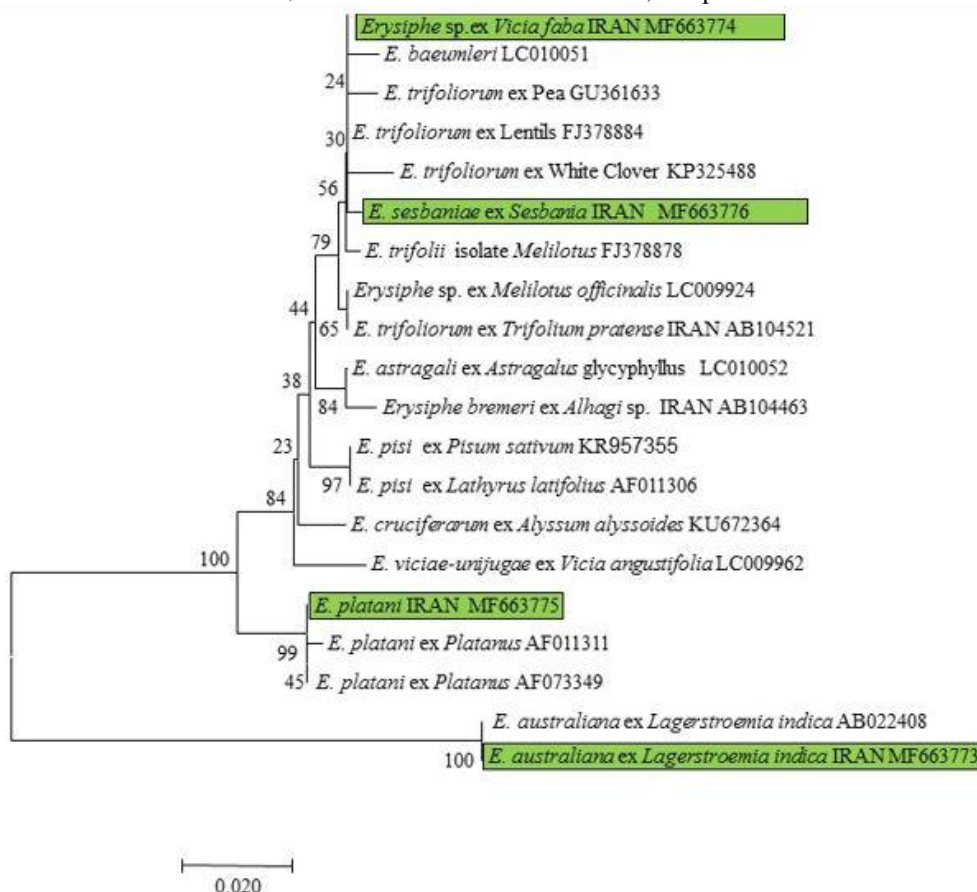 Erysiphe sp.ex Vicia faba IRAN MF663774
E. baeumleri LC010051
24
E. trifoliorum ex Pea GU361633
30
E. trifoliorum ex Lentils FJ378884
E. trifoliorum ex White Clover KP325488
56
E. sesbaniae ex Sesbania IRAN MF663776
79
E. trifolii isolate Melilotus FJ378878
Erysiphe sp. ex Melilotus officinalis LC009924
44
65
E. trifoliorum ex Trifolium pratense IRAN AB104521
E. astragali ex Astragalus glycyphyllus LC010052
38
84
Erysiphe bremeri ex Alhagi sp. IRAN AB104463
23
E. pisi ex Pisum sativum KR957355
97
E. pisi ex Lathyrus latifolius AF011306
84
E. cruciferarum ex Alyssum alyssoides KU672364
100
E. viciae-unijugae ex Vicia angustifolia LC009962
E. platani IRAN MF663775
E. platani ex Platanus AF011311
99
45
E. platani ex Platanus AF073349
E. australiana ex Lagerstroemia indica AB022408
100
E. australiana ex Lagerstroemia indica IRAN MF663773
0.020